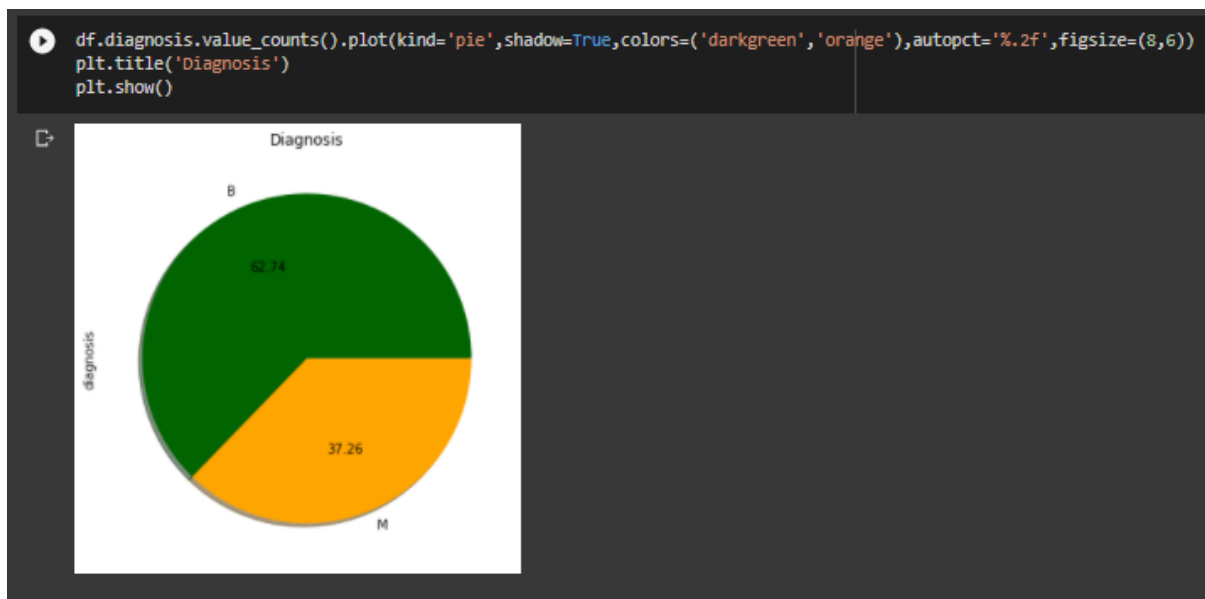 df.diagnosis.value_counts().plot(kind='pie',shadow=True,colors=('darkgreen','orange'),autopct='%.2f',figsize=(8,6))
plt.title('Diagnosis')
plt.show()
Diagnosis
B
62.74
diagnosis
37.26
M